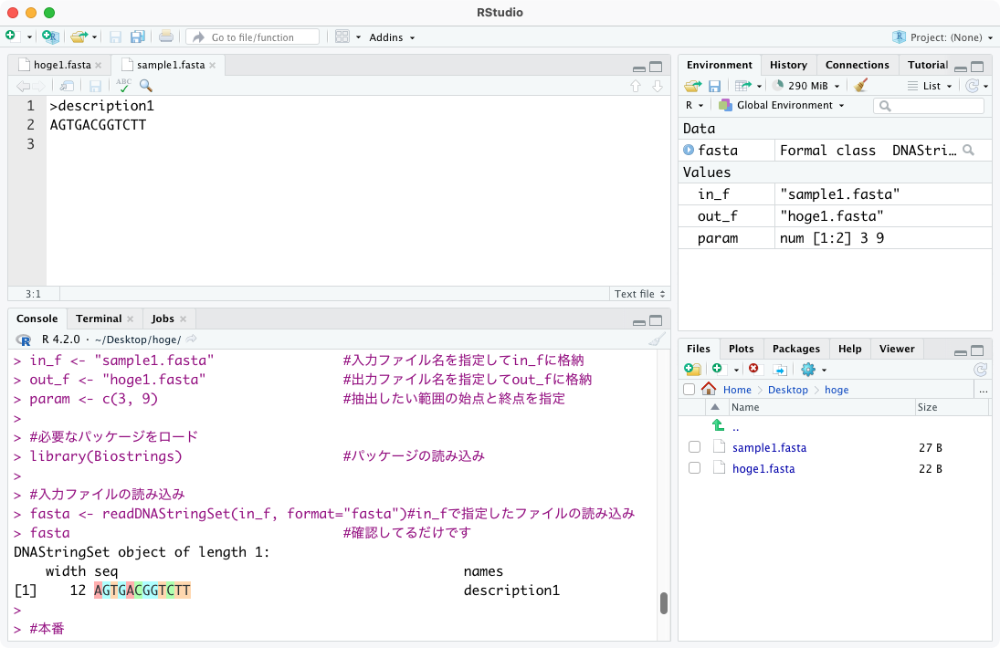 RStudio
Go to file/function
Addins
Project: (None)
hoge1.fasta
sample1.fasta
ABC
1 >description1
2 AGTGACGGTCTT
3
3:1
Text file
Console
Terminal
Jobs
R 4.2.0 · ~/Desktop/hoge/
> in_f <- "sample1.fasta" #入力ファイル名を指定してin_fに格納
> out_f <- "hoge1.fasta" #出力ファイル名を指定してout_fに格納
> param <- c(3, 9) #抽出したい範囲の始点と終点を指定
>
> #必要なパッケージをロード
> library(Biostrings) #パッケージの読み込み
>
> #入力ファイルの読み込み
> fasta <- readDNAStringSet(in_f, format="fasta")#in_fで指定したファイルの読み込み
> fasta #確認してるだけです
DNAStringSet object of length 1:
width seq names
[1] 12 AGTGACGGTCTT description1
>
> #本番
Environment
History
Connections
Tutorial
290 MiB
List
R
Global Environment
Data
fasta Formal class DNAStri…
Values
in_f "sample1.fasta"
out_f "hoge1.fasta"
param num [1:2] 3 9
Files
Plots
Packages
Help
Viewer
Home
Desktop
hoge
...
Name Size
..
sample1.fasta 27 B
hoge1.fasta 22 B